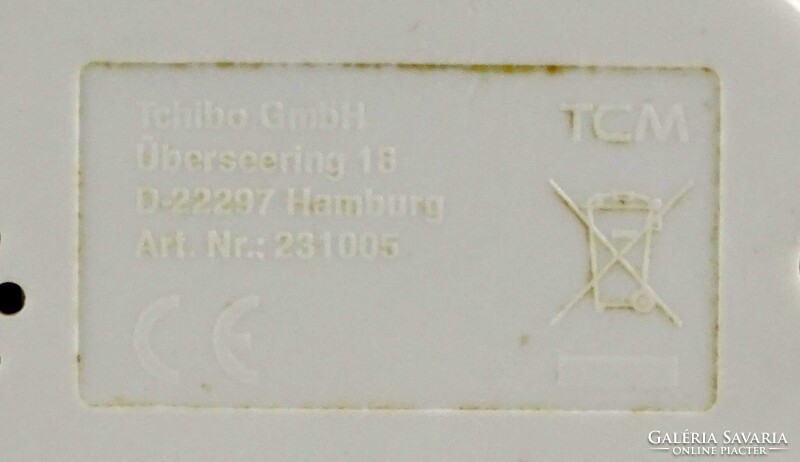 Tchibo GmbH
Überseering 18
D-22297 Hamburg
Art. Nr.: 231005
CE
TCM
GALÉRIA SAVARIA
ONLINE PIACTÉR